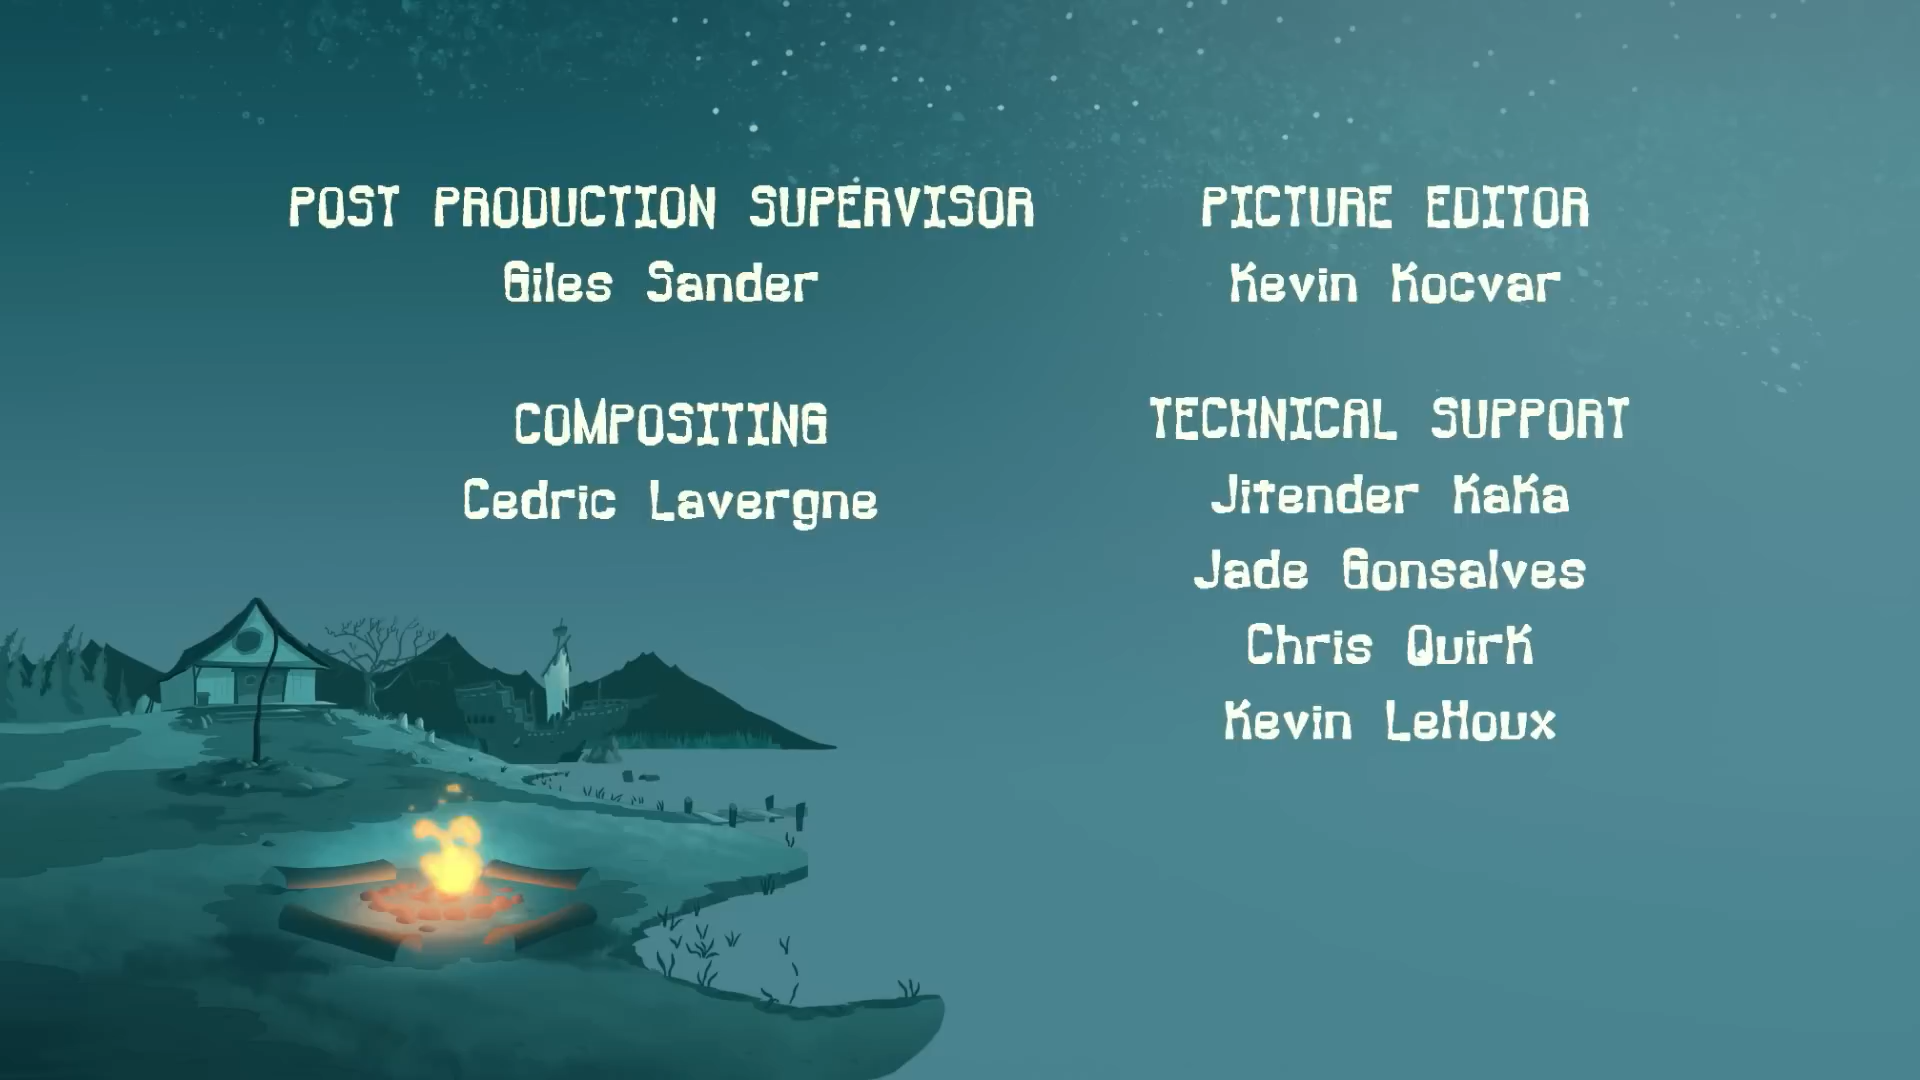 POST PRODUCTION SUPERVISOR
Giles Sander
PICTURE EDITOR
Kevin Kocvar
COMPOSITING
Cedric Lavergne
TECHNICAL SUPPORT
Jitender KaKa
Jade Gonsalves
Chris QuirK
Kevin LeHoux